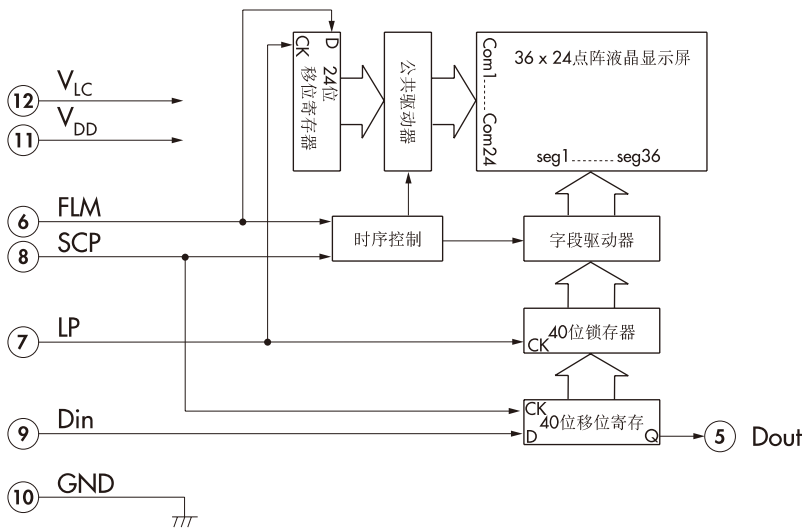 CK
D
24位
移位寄存器
公共驱动器
Com1........Com24
36 x 24点阵液晶显示屏
seg1.........seg36
12
VLC
11
VDD
6
FLM
时序控制
字段驱动器
8
SCP
7
LP
40位锁存器
CK
CK
40位移位寄存
D
Q
9
Din
5
Dout
10
GND